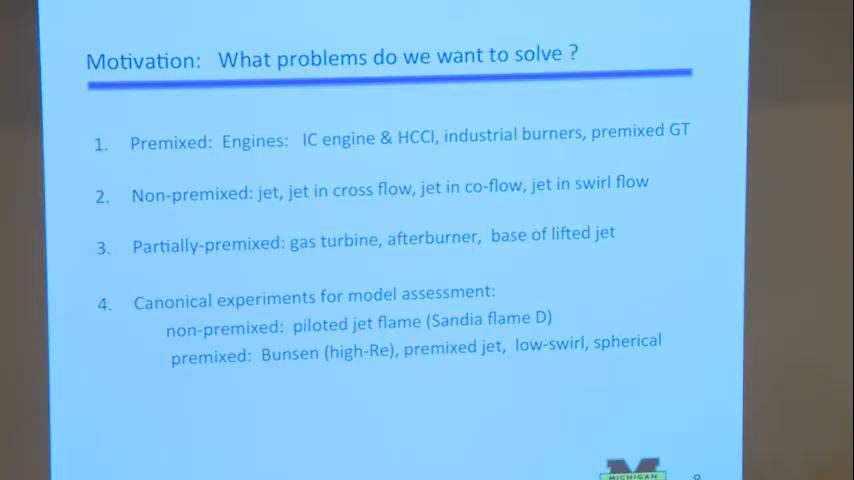 Motivation: What problems do we want to solve ?
1. Premixed: Engines: IC engine & HCCI, industrial burners, premixed GT
2. Non-premixed: jet, jet in cross flow, jet in co-flow, jet in swirl flow
3. Partially-premixed: gas turbine, afterburner, base of lifted jet
4. Canonical experiments for model assessment:
non-premixed: piloted jet flame (Sandia flame D)
premixed: Bunsen (high-Re), premixed jet, low-swirl, spherical
M
MICHIGAN